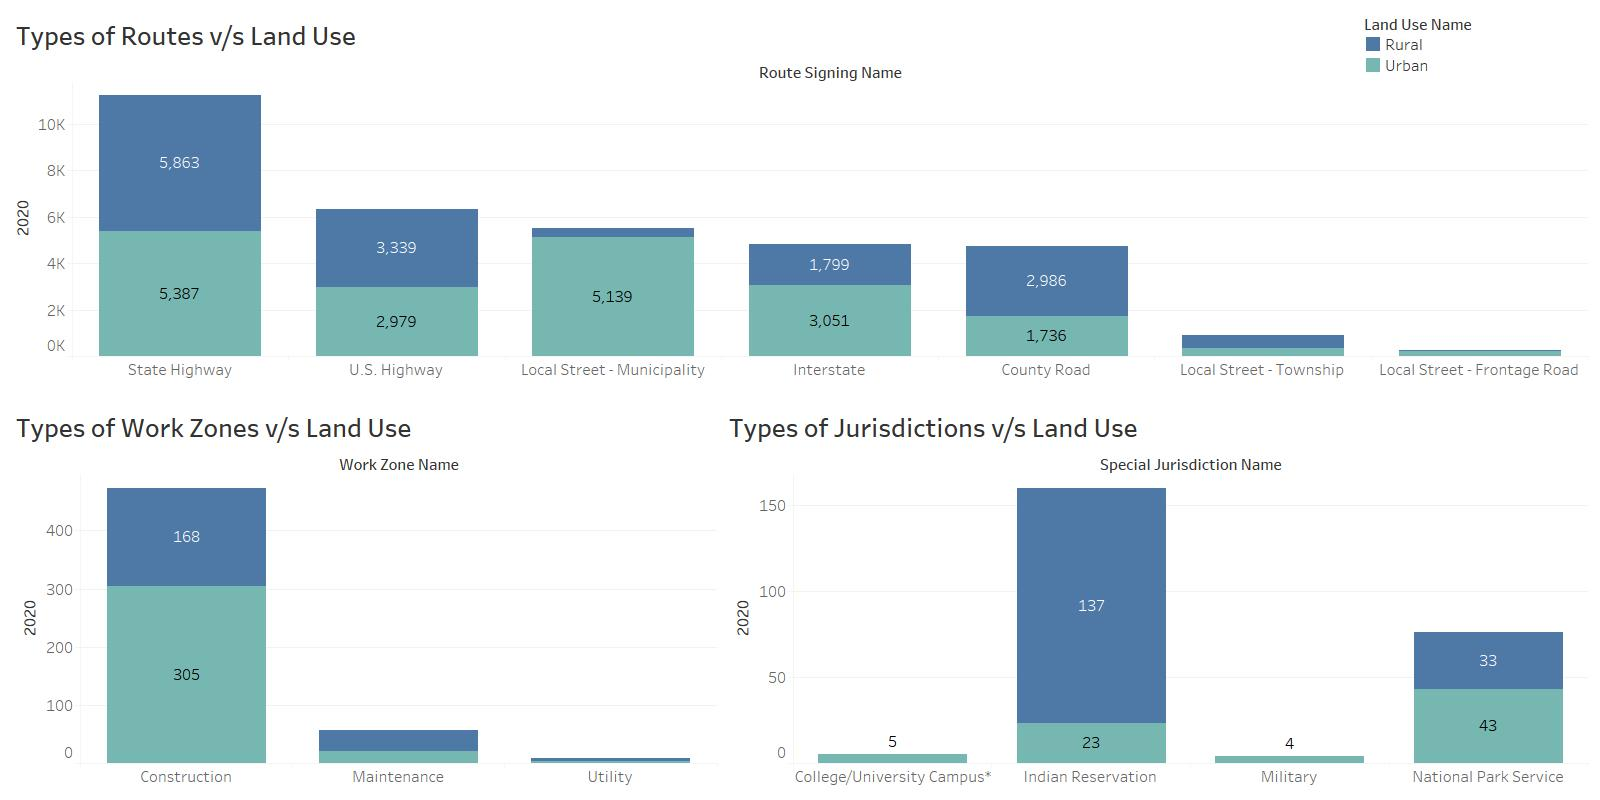 Types of Routes v/s Land Use
Land Use Name
Rural
Urban
Route Signing Name
2020
10K
8K
6K
4K
2K
0K
5,863
5,387
3,339
2,979
5,139
1,799
3,051
2,986
1,736
State Highway
U.S. Highway
Local Street - Municipality
Interstate
County Road
Local Street - Township
Local Street - Frontage Road
Types of Work Zones v/s Land Use
Work Zone Name
2020
400
300
200
100
0
168
305
Construction
Maintenance
Utility
Types of Jurisdictions v/s Land Use
Special Jurisdiction Name
2020
150
100
50
0
5
137
23
4
33
43
College/University Campus*
Indian Reservation
Military
National Park Service